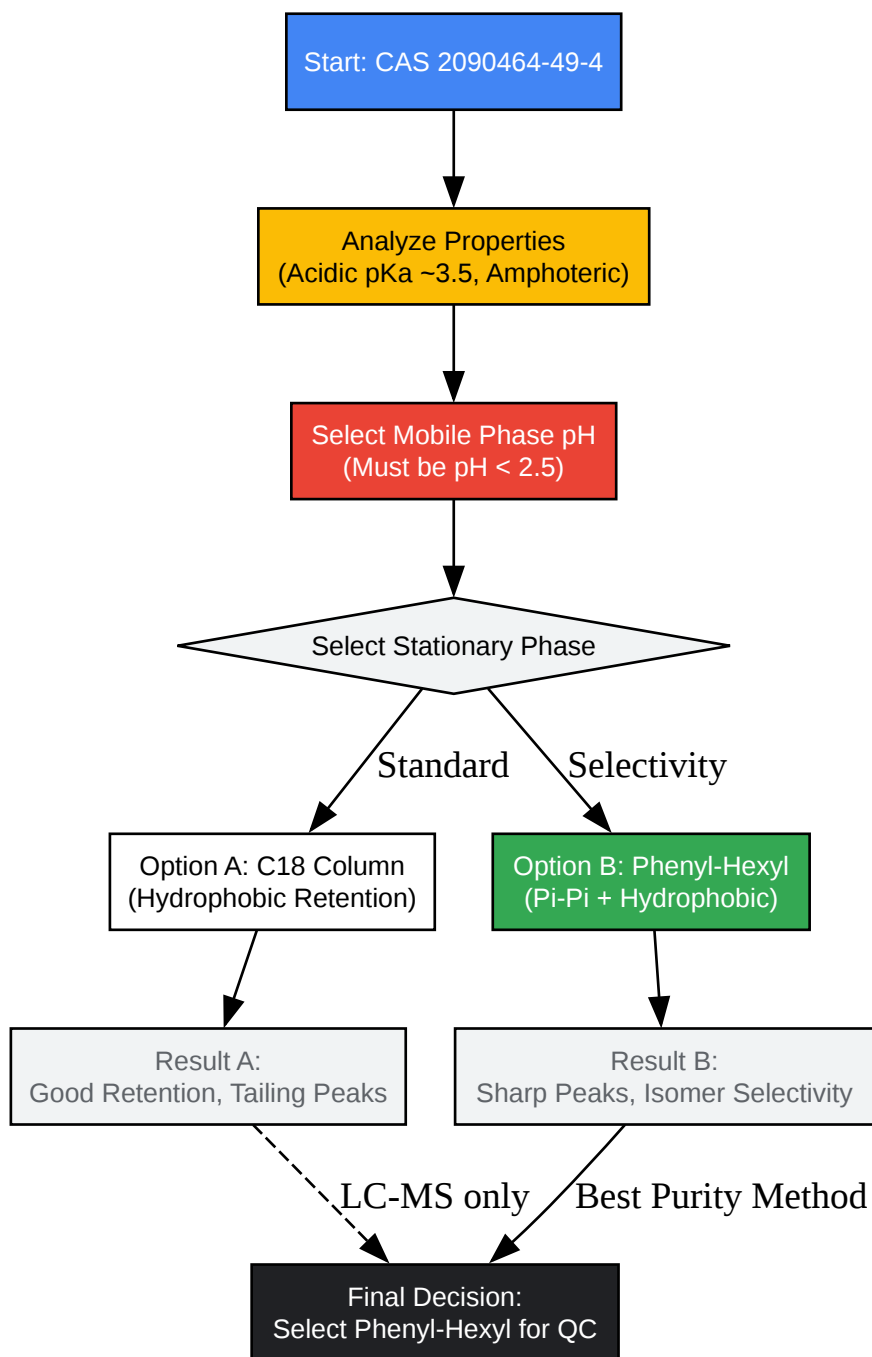 Start: CAS 2090464-49-4
Analyze Properties
(Acidic pKa ~3.5, Amphoteric)
Select Mobile Phase pH
(Must be pH < 2.5)
Select Stationary Phase
Standard
Selectivity
Option A: C18 Column
(Hydrophobic Retention)
Option B: Phenyl-Hexyl
(Pi-Pi + Hydrophobic)
Result A:
Good Retention, Tailing Peaks
Result B:
Sharp Peaks, Isomer Selectivity
LC-MS only
Best Purity Method
Final Decision:
Select Phenyl-Hexyl for QC